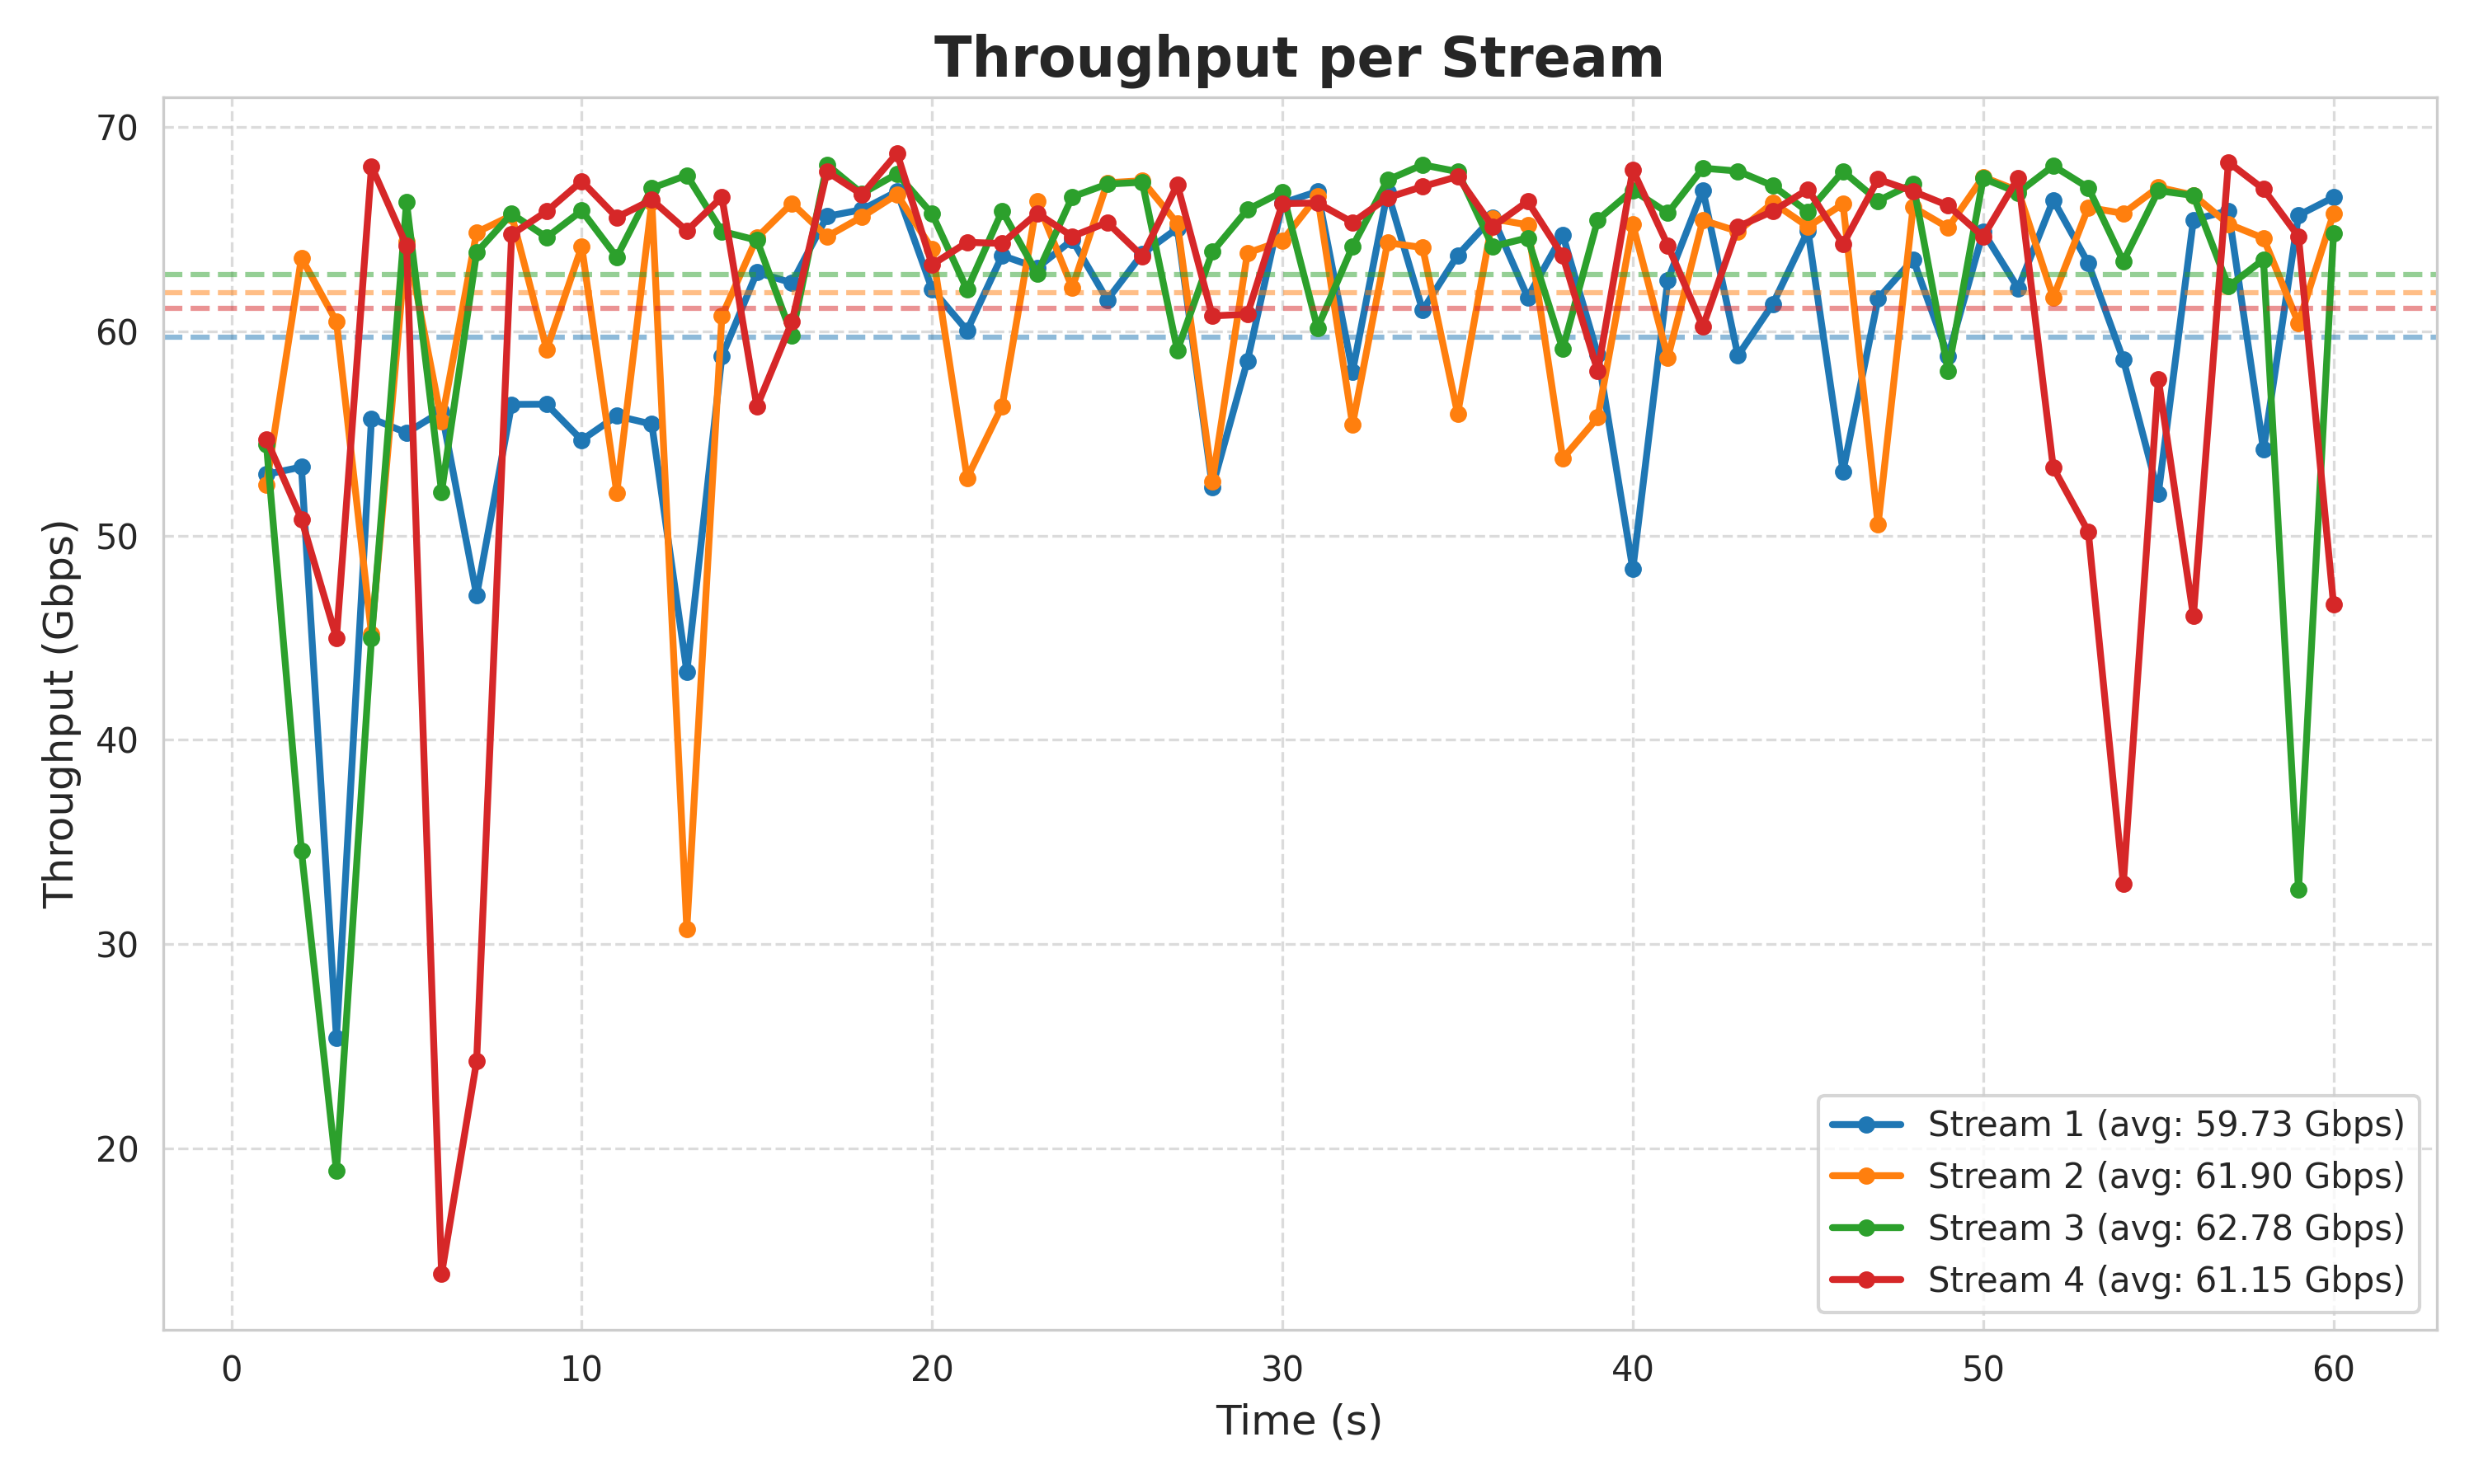 Throughput per Stream
Throughput (Gbps)
70
60
50
40
30
20
0 10 20 30 40 50 60
Time (s)
Stream 1 (avg: 59.73 Gbps)
Stream 2 (avg: 61.90 Gbps)
Stream 3 (avg: 62.78 Gbps)
Stream 4 (avg: 61.15 Gbps)